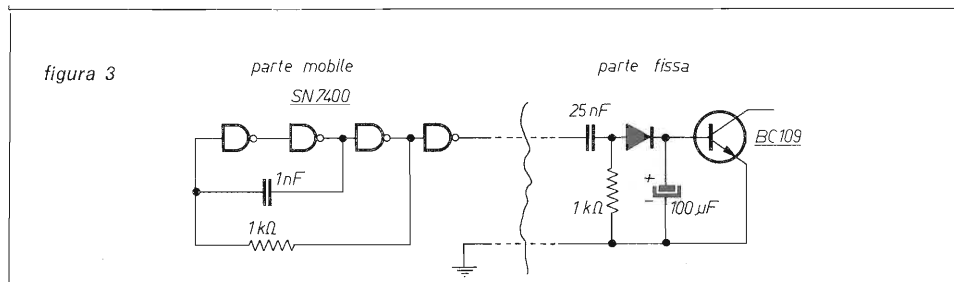 figura 3
parte mobile
SN7400
parte fissa
25nF
BC109
1nF
1kΩ
1kΩ
+
-
100µF